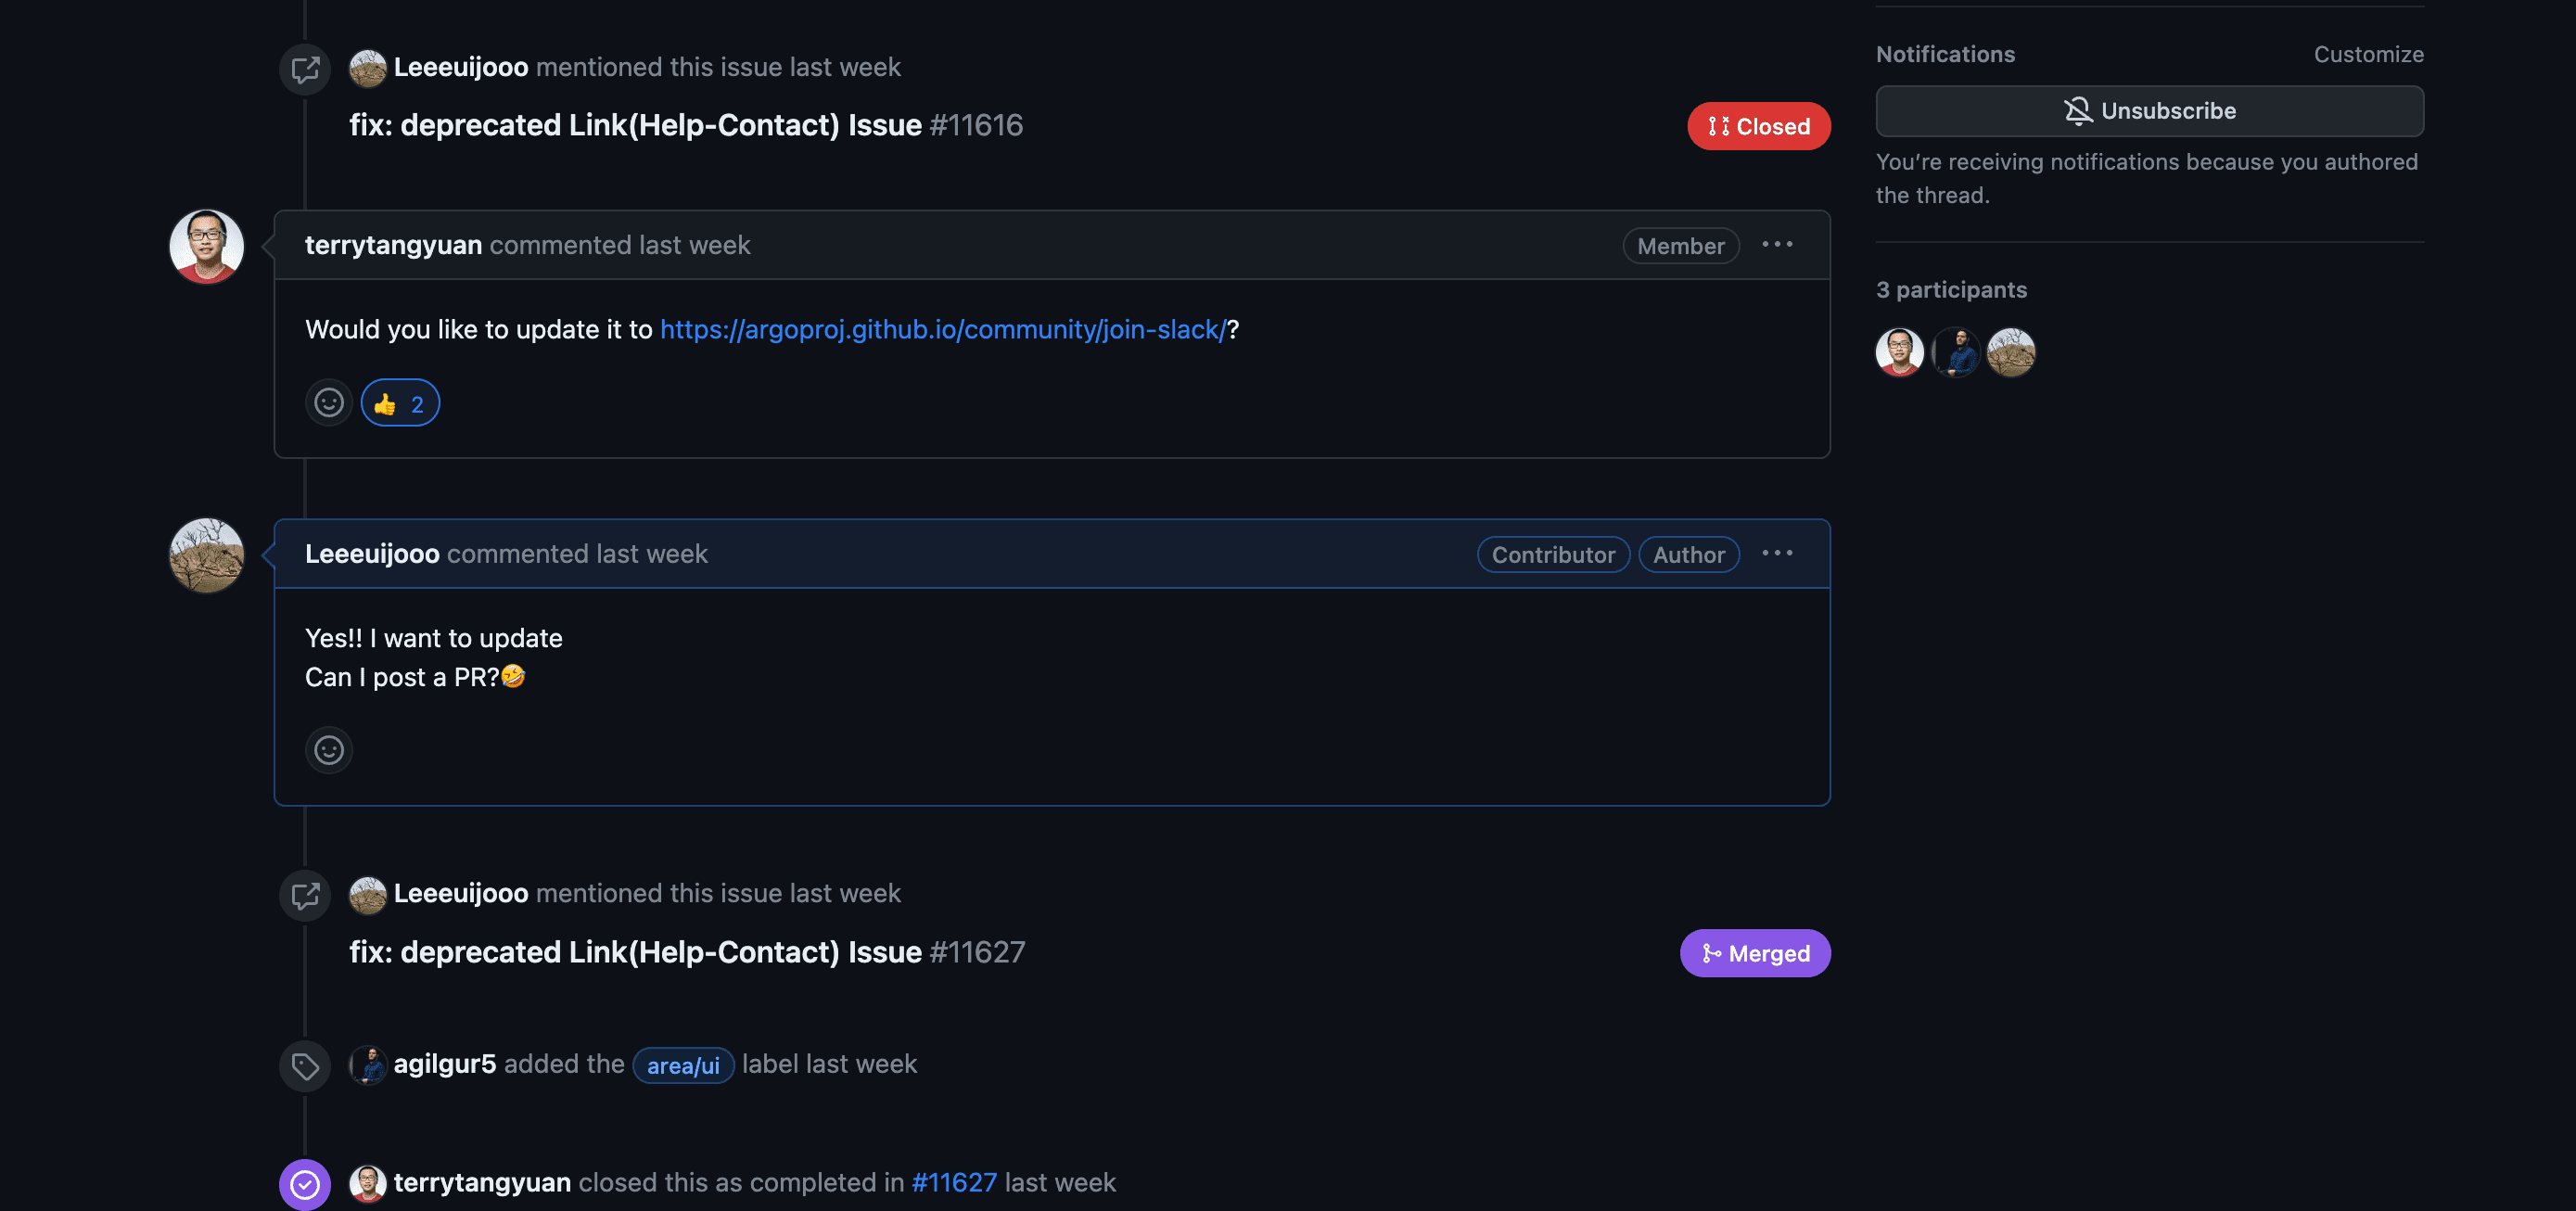 Leeeuijooo mentioned this issue last week
fix: deprecated Link(Help-Contact) Issue #11616
Closed
terrytangyuan commented last week
Member
Would you like to update it to https://argoproj.github.io/community/join-slack/?
👍 2
Leeeuijooo commented last week
Contributor
Author
Yes!! I want to update
Can I post a PR?🤣
Leeeuijooo mentioned this issue last week
fix: deprecated Link(Help-Contact) Issue #11627
Merged
agilgur5 added the area/ui label last week
terrytangyuan closed this as completed in #11627 last week
Notifications
Customize
Unsubscribe
You’re receiving notifications because you authored
the thread.
3 participants